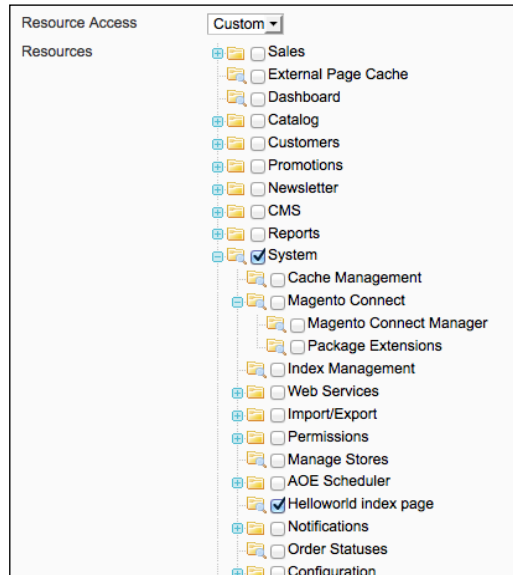 Resource Access Custom
Resources
Sales
External Page Cache
Dashboard
Catalog
Customers
Promotions
Newsletter
CMS
Reports
System
Cache Management
Magento Connect
Magento Connect Manager
Package Extensions
Index Management
Web Services
Import/Export
Permissions
Manage Stores
AOE Scheduler
Helloworld index page
Notifications
Order Statuses
Configuration